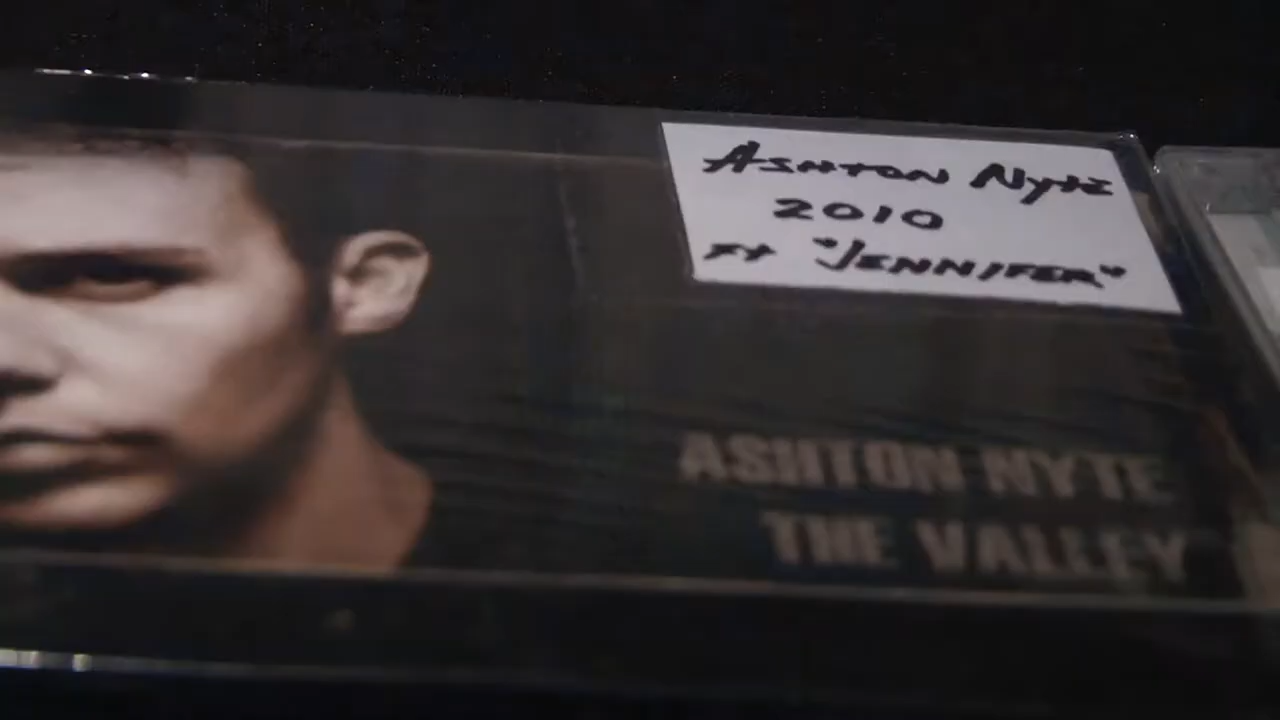 ASHTON NYTE
2010
FT "JENNIFER"
ASHTON NYTE
THE VALLEY